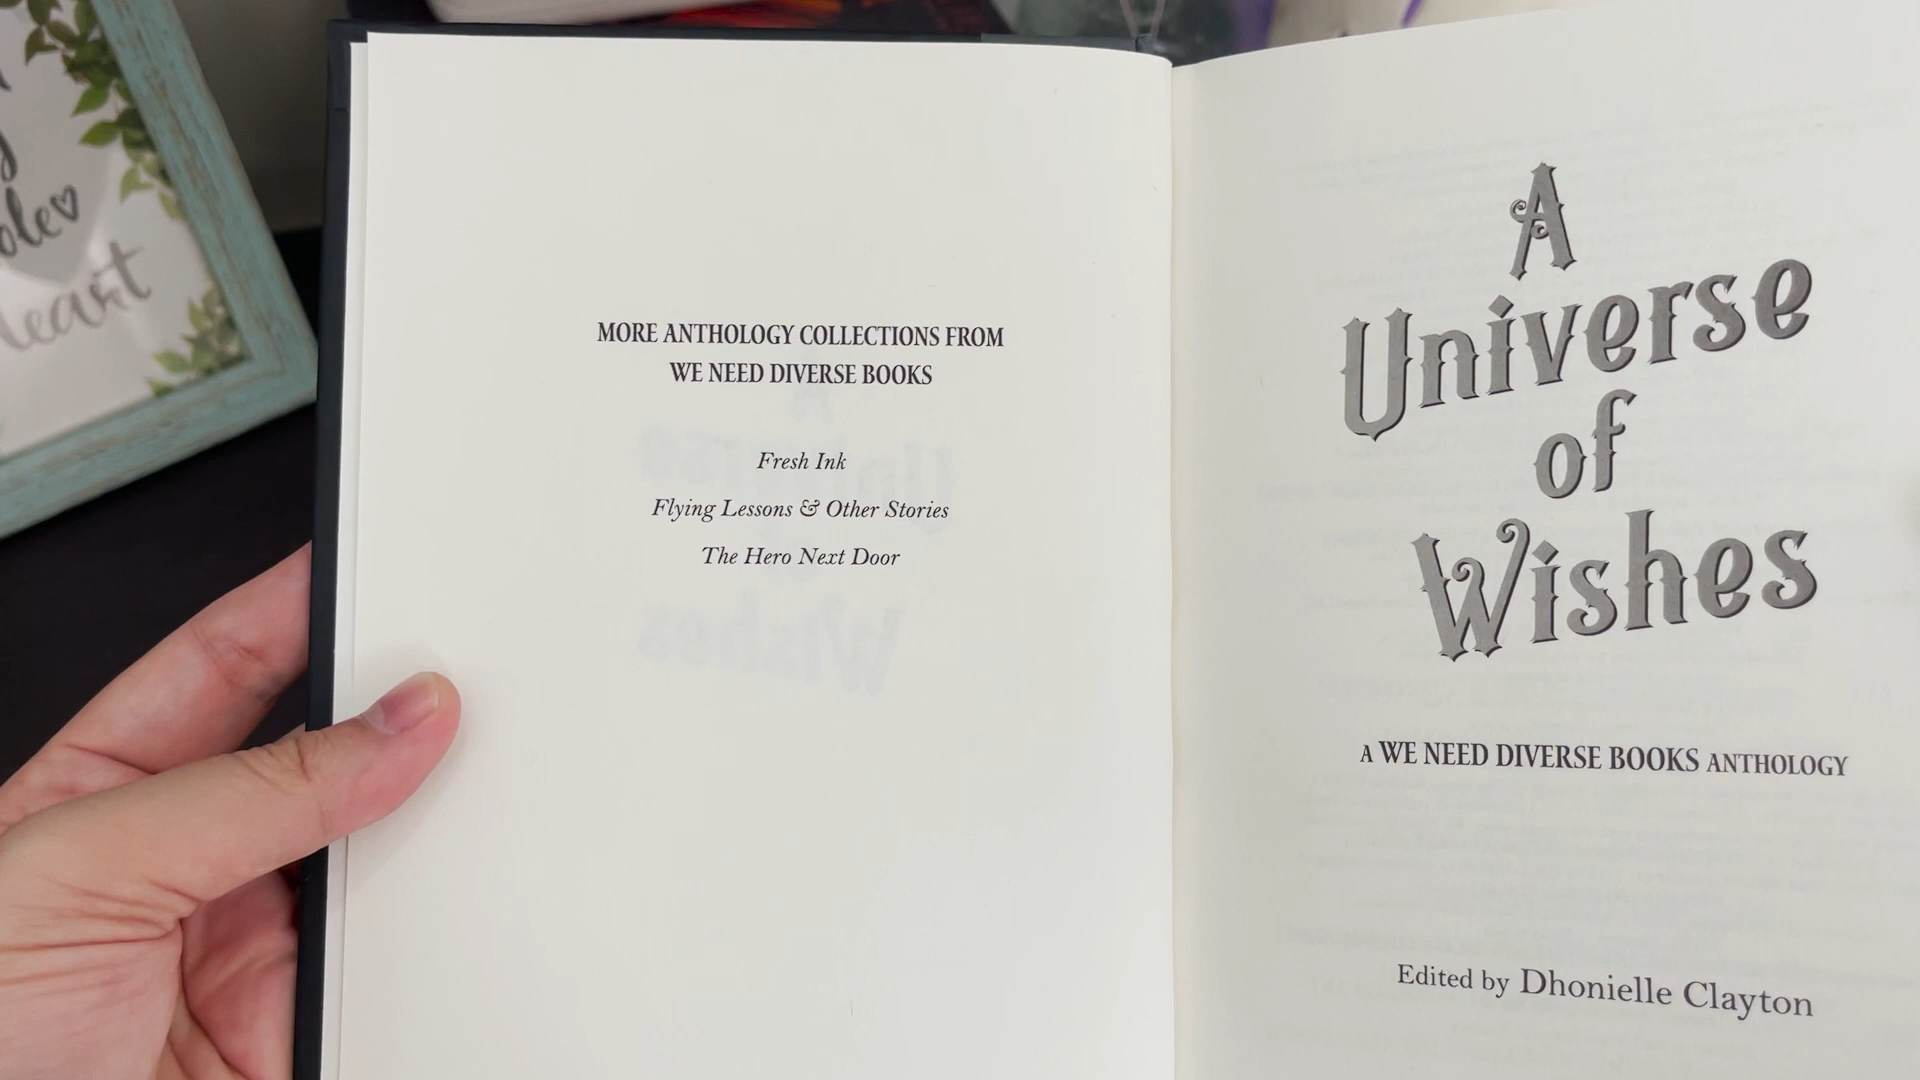 ole♡
MORE ANTHOLOGY COLLECTIONS FROM
WE NEED DIVERSE BOOKS
Fresh Ink
Flying Lessons & Other Stories
The Hero Next Door
A
Universe
of
Wishes
A WE NEED DIVERSE BOOKS ANTHOLOGY
Edited by Dhonielle Clayton